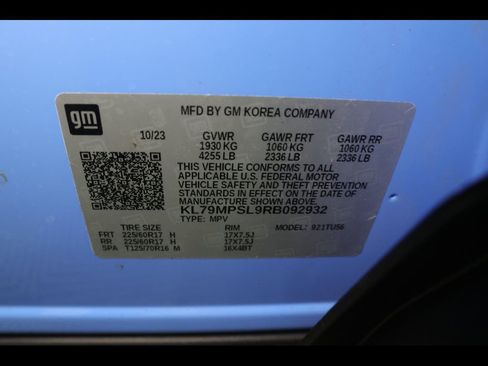 gm
MFD BY GM KOREA COMPANY
10/23 GVWR GAWR FRT GAWR RR
1930 KG 1060 KG 1060 KG
4255 LB 2336 LB 2336 LB
THIS VEHICLE CONFORMS TO ALL
APPLICABLE U.S. FEDERAL MOTOR
VEHICLE SAFETY AND THEFT PREVENTION
STANDARDS IN EFFECT ON THE DATE OF
MANUFACTURE SHOWN ABOVE.
KL79MPSL9RB092932
TYPE: MPV MODEL: 921TU56
TIRE SIZE RIM
FRT 225/60R17 H 17X7.5J
RR 225/60R17 H 17X7.5J
SPA T125/70R16 M 16X4BT